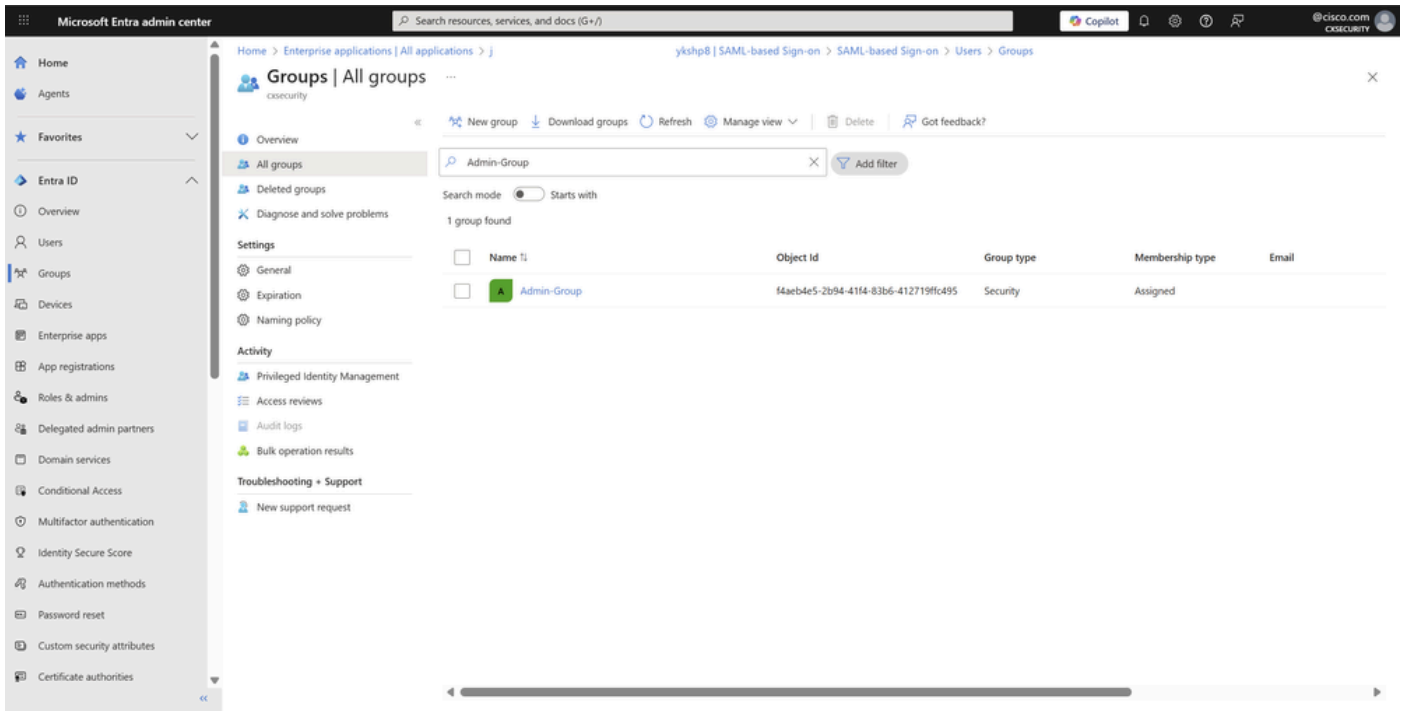 Microsoft Entra admin center
Search resources, services, and docs (G+/)
Copilot
@cisco.com
CXSECURITY
Home
Agents
Favorites
Entra ID
Overview
Users
Groups
Devices
Enterprise apps
App registrations
Roles & admins
Delegated admin partners
Domain services
Conditional Access
Multifactor authentication
Identity Secure Score
Authentication methods
Password reset
Custom security attributes
Certificate authorities
Home > Enterprise applications | All applications > j ykshp8 | SAML-based Sign-on > SAML-based Sign-on > Users > Groups
Groups | All groups ...
cxsecurity
Overview
All groups
Deleted groups
Diagnose and solve problems
Settings
General
Expiration
Naming policy
Activity
Privileged Identity Management
Access reviews
Audit logs
Bulk operation results
Troubleshooting + Support
New support request
New group Download groups Refresh Manage view Delete Got feedback?
Admin-Group
Add filter
Search mode Starts with
1 group found
Name Object Id Group type Membership type Email
A Admin-Group f4aeb4e5-2b94-41f4-83b6-412719ffc495 Security Assigned